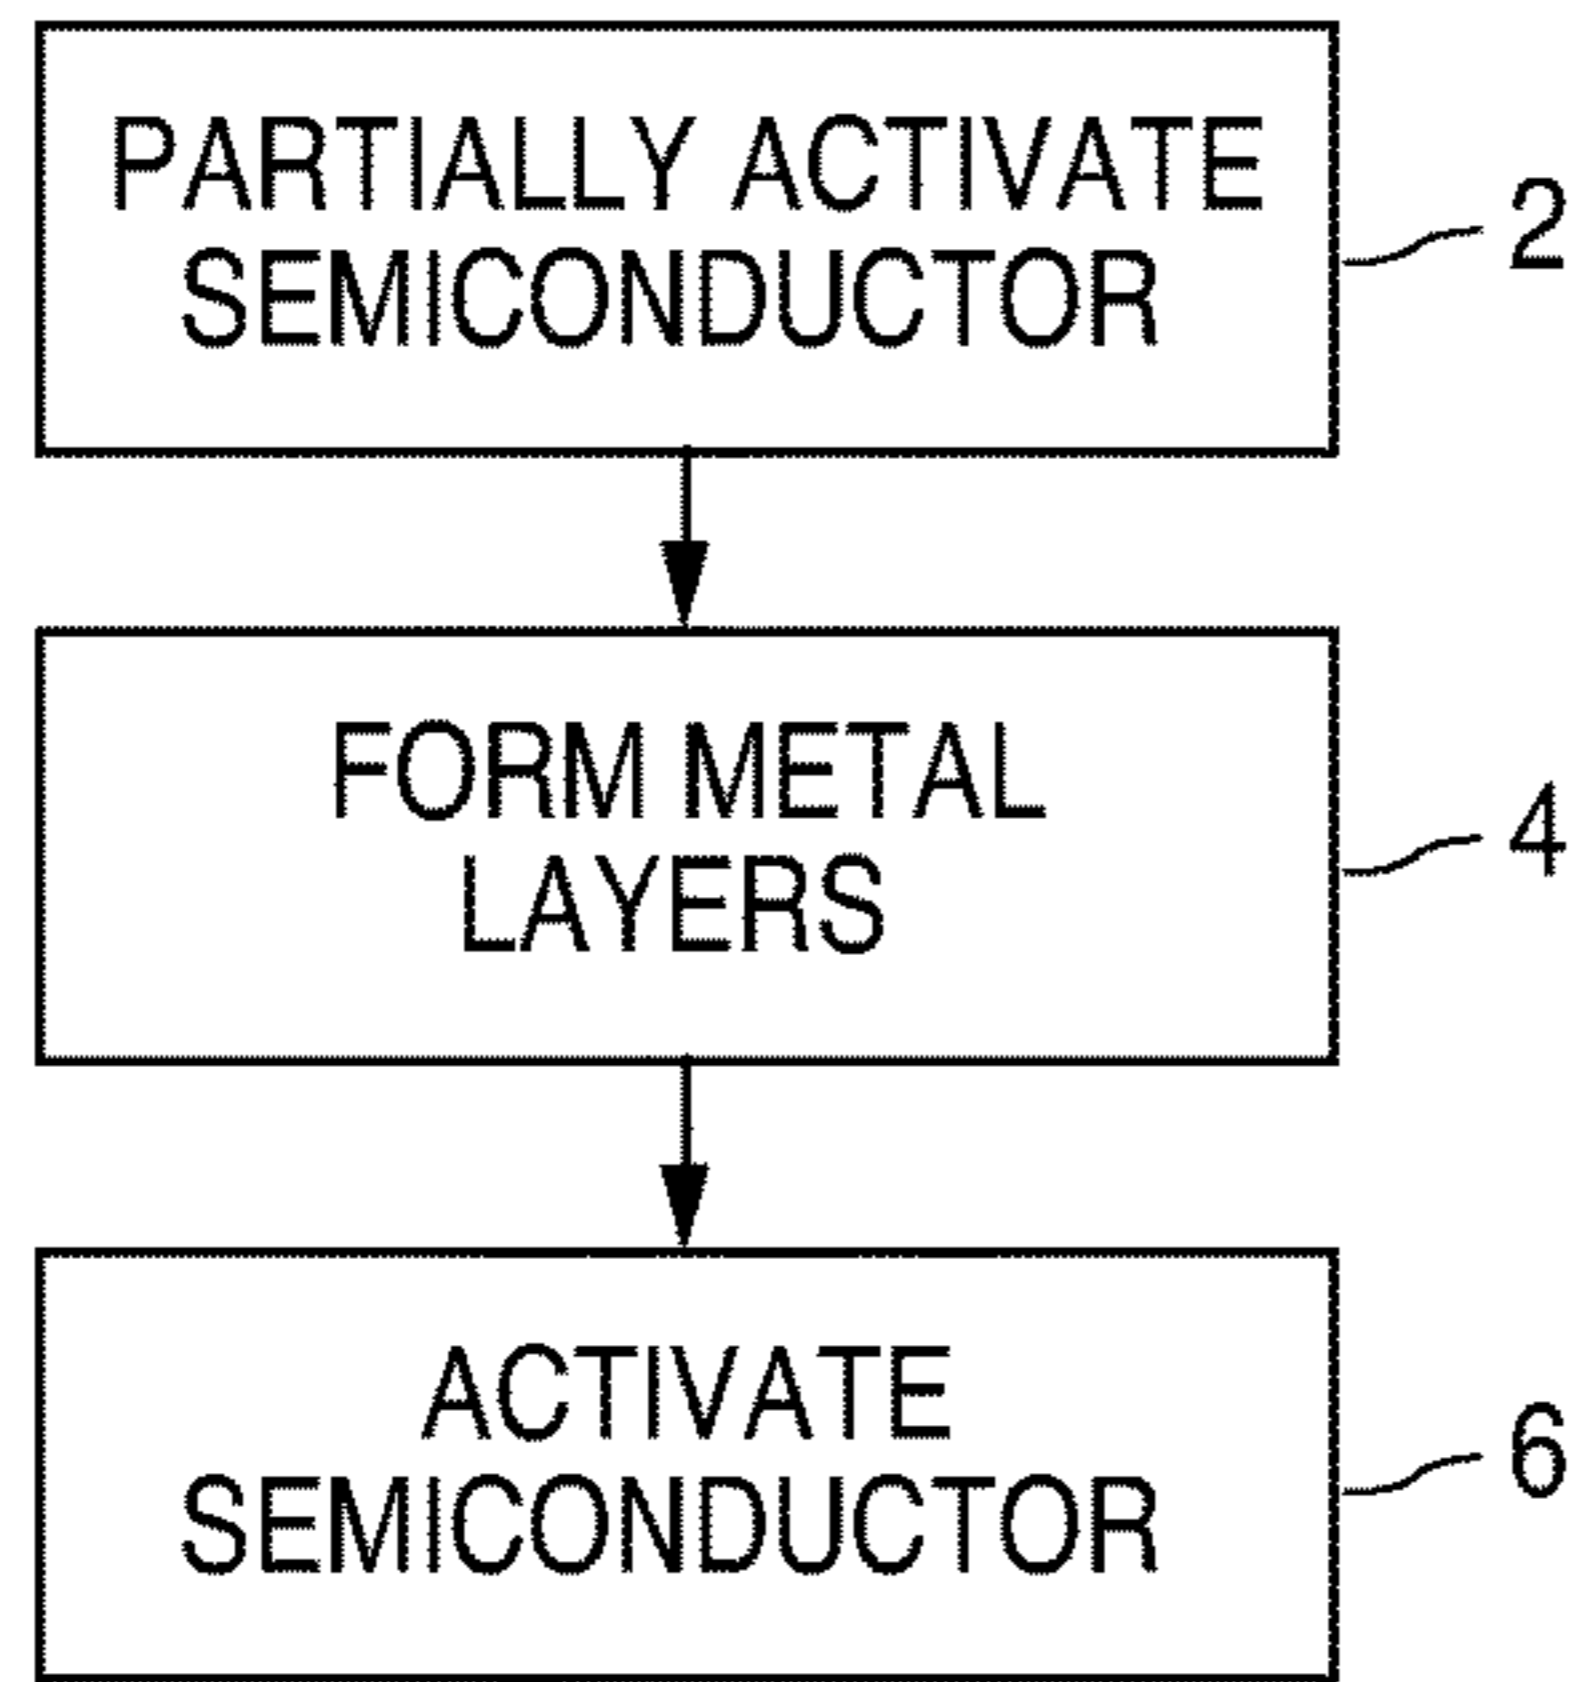 PARTIALLY ACTIVATE
SEMICONDUCTOR
2
FORM METAL
LAYERS
4
ACTIVATE
SEMICONDUCTOR
6